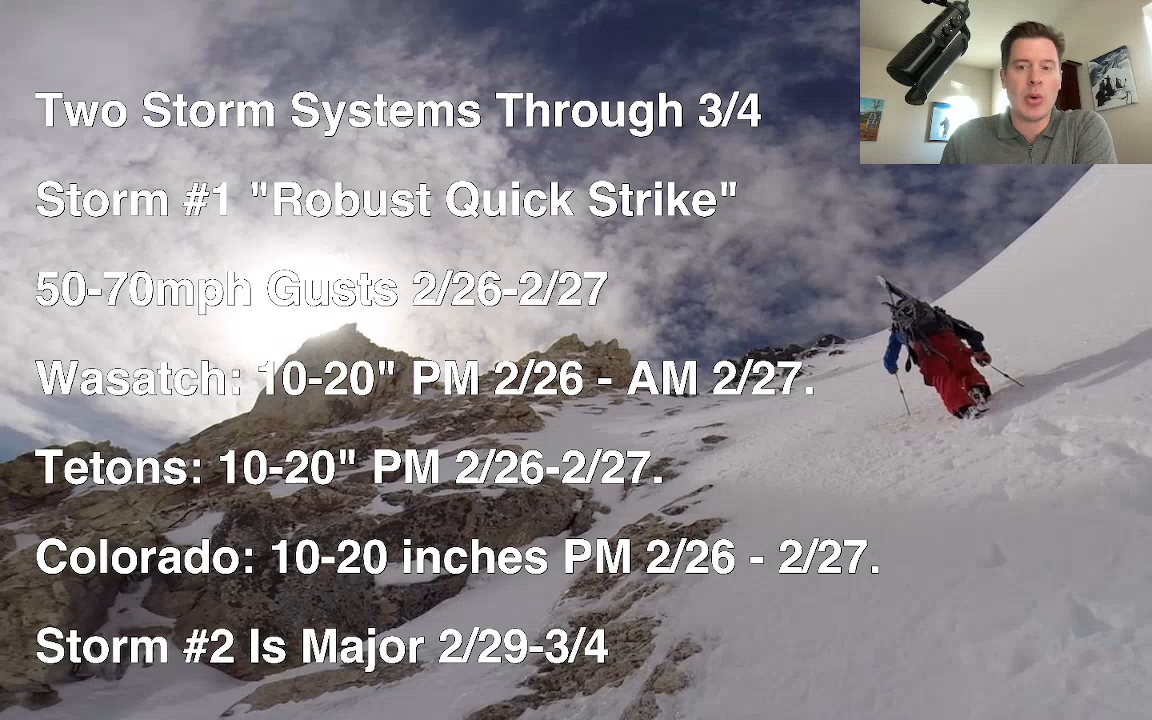 Two Storm Systems Through 3/4
Storm #1 "Robust Quick Strike"
50-70mph Gusts 2/26-2/27
Wasatch: 10-20" PM 2/26 - AM 2/27.
Tetons: 10-20" PM 2/26-2/27.
Colorado: 10-20 inches PM 2/26 - 2/27.
Storm #2 Is Major 2/29-3/4